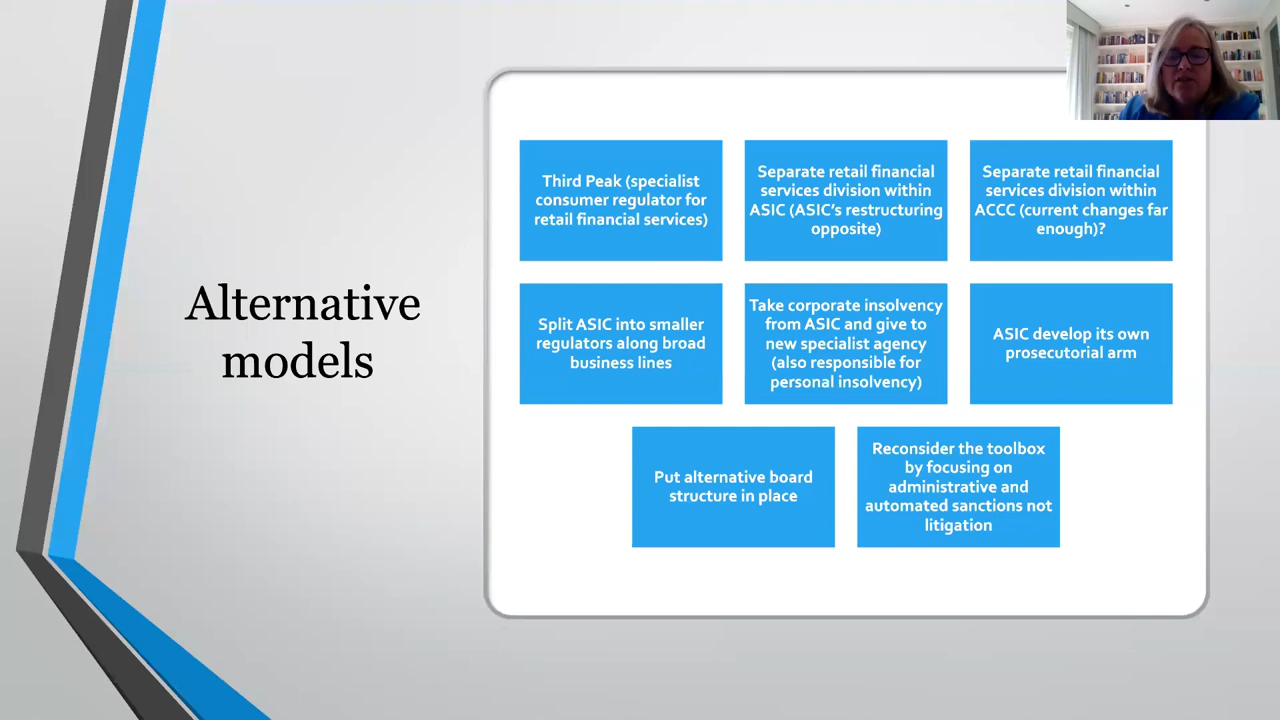 Alternative
models
Third Peak (specialist
consumer regulator for
retail financial services)
Separate retail financial
services division within
ASIC (ASIC's restructuring
opposite)
Separate retail financial
services division within
ACCC (current changes far
enough)?
Split ASIC into smaller
regulators along broad
business lines
Take corporate insolvency
from ASIC and give to
new specialist agency
(also responsible for
personal insolvency)
ASIC develop its own
prosecutorial arm
Put alternative board
structure in place
Reconsider the toolbox
by focusing on
administrative and
automated sanctions not
litigation